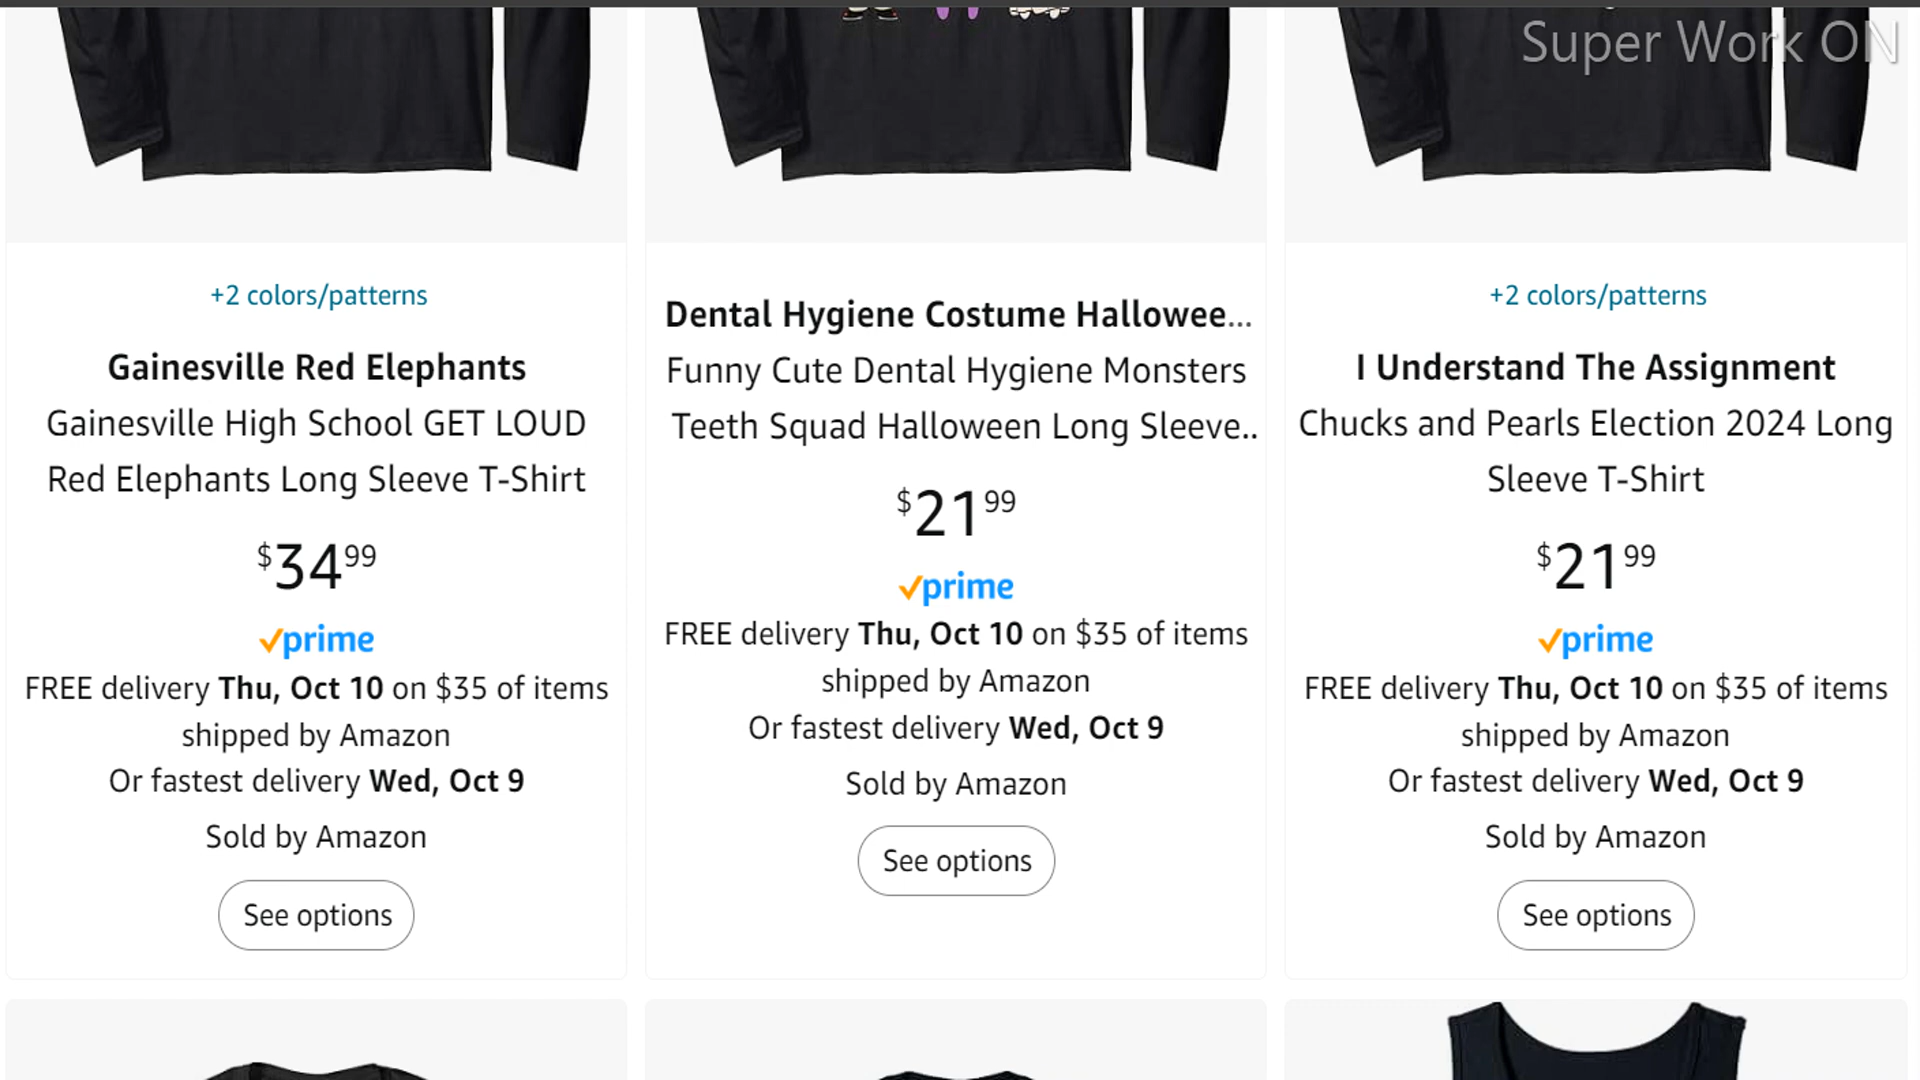 Super Work ON
+2 colors/patterns
Gainesville Red Elephants
Gainesville High School GET LOUD
Red Elephants Long Sleeve T-Shirt
$34.99
prime
FREE delivery Thu, Oct 10 on $35 of items
shipped by Amazon
Or fastest delivery Wed, Oct 9
Sold by Amazon
See options
Dental Hygiene Costume Hallowee...
Funny Cute Dental Hygiene Monsters
Teeth Squad Halloween Long Sleeve..
$21.99
prime
FREE delivery Thu, Oct 10 on $35 of items
shipped by Amazon
Or fastest delivery Wed, Oct 9
Sold by Amazon
See options
+2 colors/patterns
I Understand The Assignment
Chucks and Pearls Election 2024 Long
Sleeve T-Shirt
$21.99
prime
FREE delivery Thu, Oct 10 on $35 of items
shipped by Amazon
Or fastest delivery Wed, Oct 9
Sold by Amazon
See options